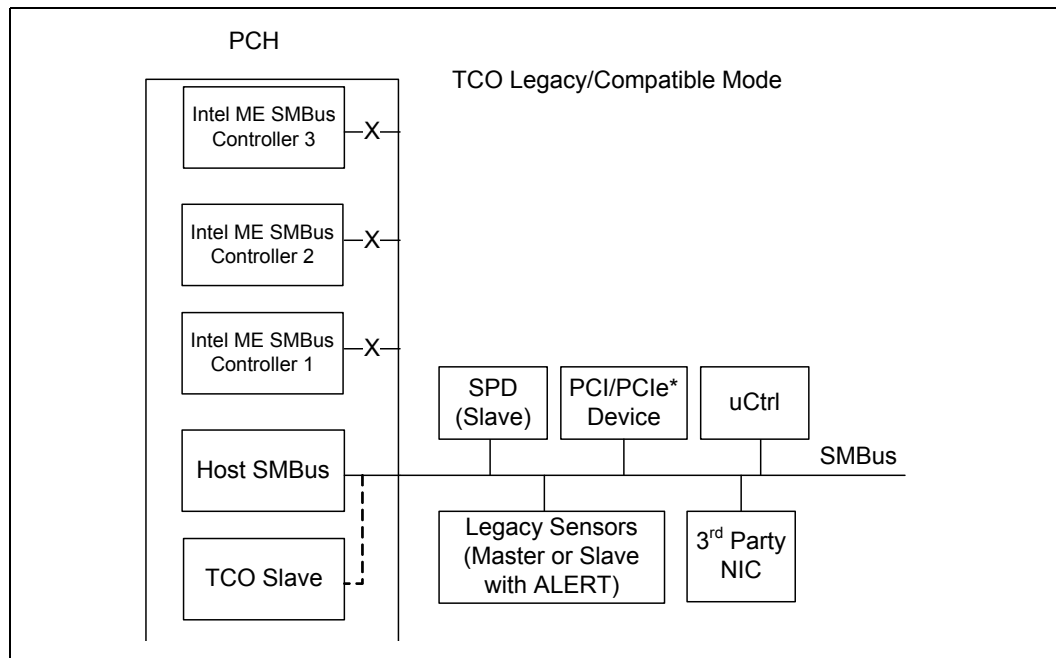 PCH
TCO Legacy/Compatible Mode
Intel ME SMBus
Controller 3
X
Intel ME SMBus
Controller 2
X
Intel ME SMBus
Controller 1
X
SPD
(Slave)
PCI/PCIe*
Device
uCtrl
Host SMBus
SMBus
Legacy Sensors
(Master or Slave
with ALERT)
3rd Party
NIC
TCO Slave